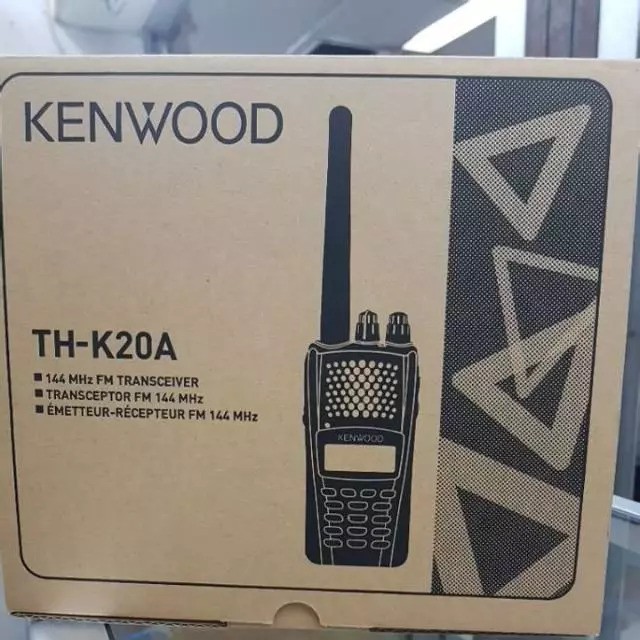 KENWOOD
TH-K20A
144 MHz FM TRANSCEIVER
TRANSCEPTOR FM 144 MHz
ÉMETTEUR-RÉCEPTEUR FM 144 MHz
KENWOOD